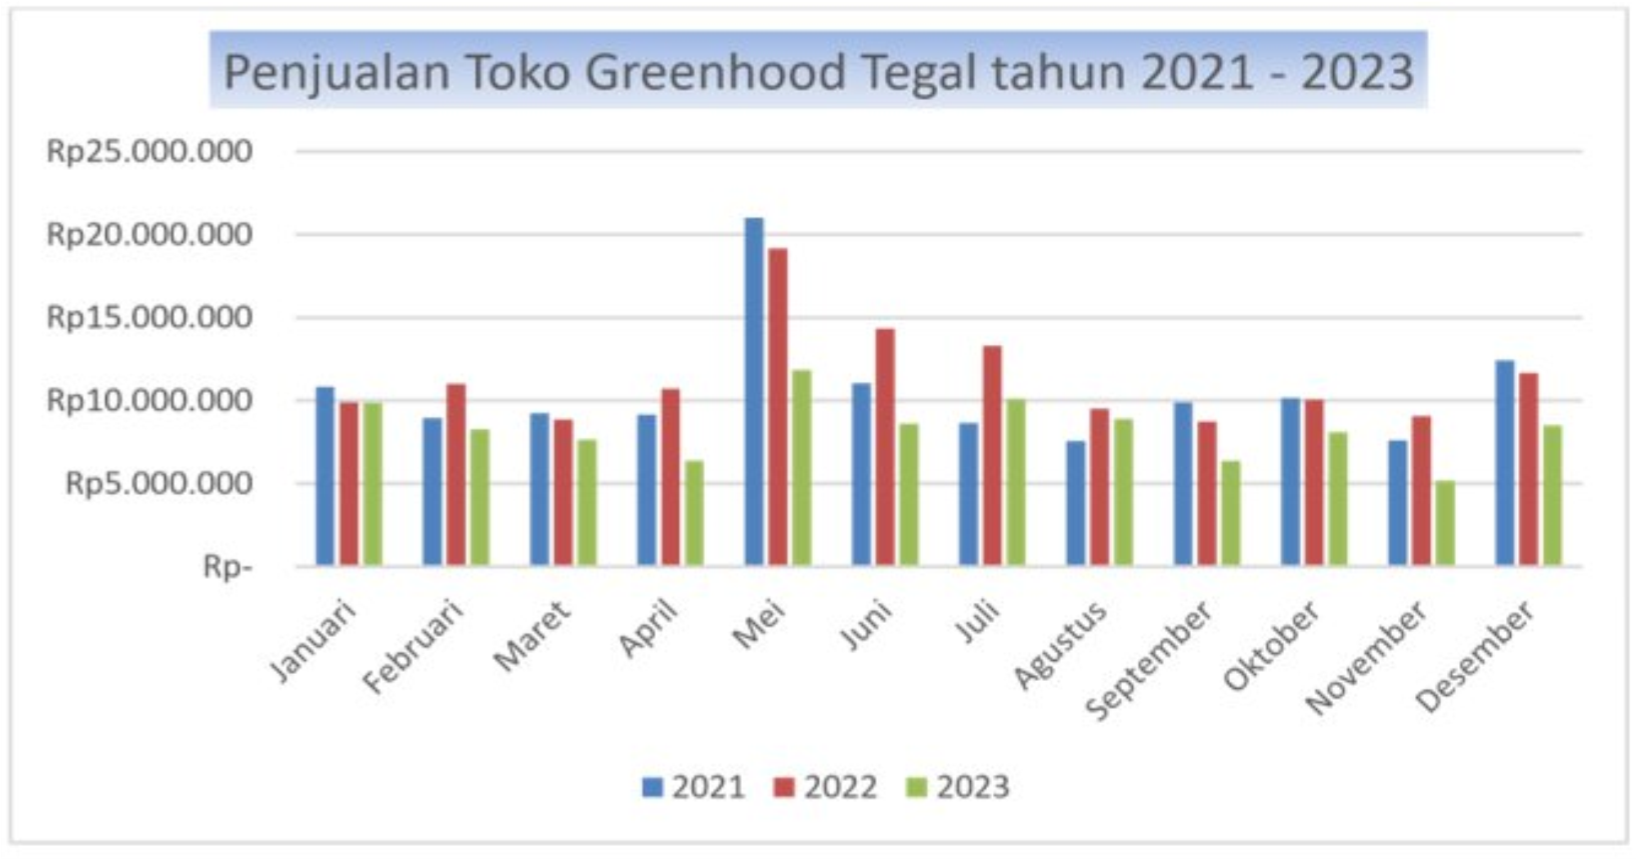 Penjualan Toko Greenhood Tegal tahun 2021 - 2023
Rp25.000.000
Rp20.000.000
Rp15.000.000
Rp10.000.000
Rp5.000.000
Rp-
Januari
Februari
Maret
April
Mei
Juni
Juli
Agustus
September
Oktober
November
Desember
2021 2022 2023